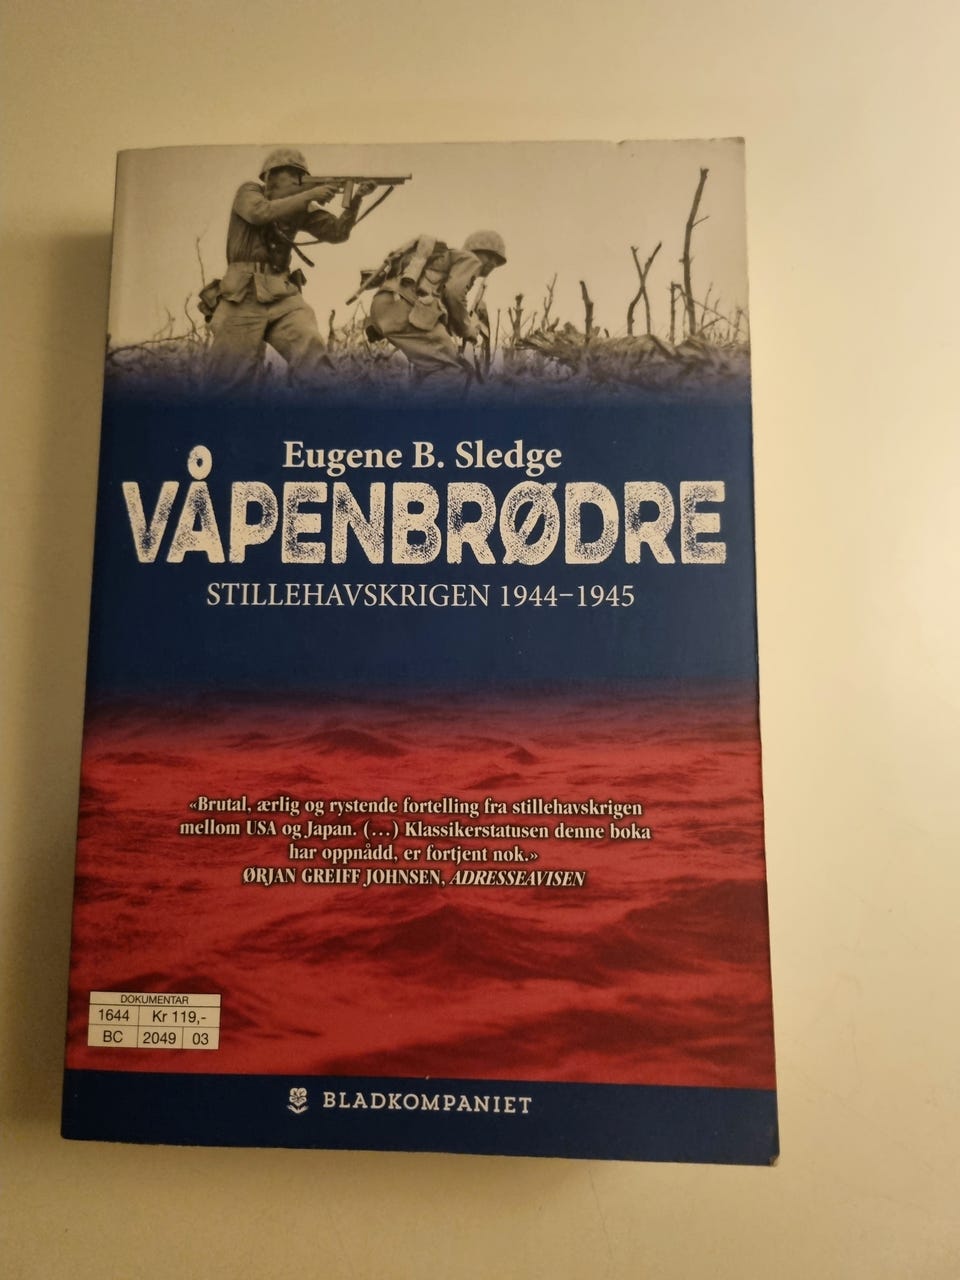 Eugene B. Sledge
VÅPENBRØDRE
STILLEHAVSKRIGEN 1944–1945
«Brutal, ærlig og rystende fortelling fra stillehavskrigen
mellom USA og Japan. (…) Klassikerstatusen denne boka
har oppnådd, er fortjent nok.»
ØRJAN GREIFF JOHNSEN, ADRESSEAVISEN
DOKUMENTAR
1644 Kr 119,-
BC 2049 03
BLADKOMPANIET